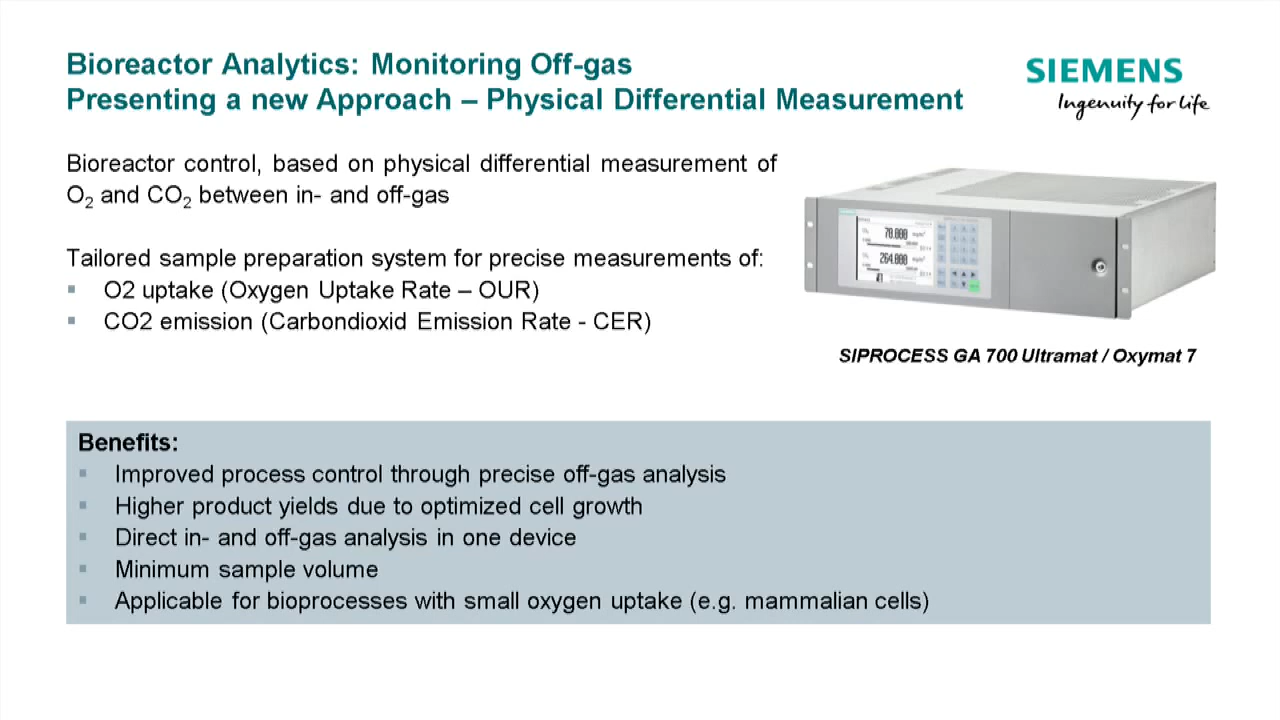 Bioreactor Analytics: Monitoring Off-gas
Presenting a new Approach – Physical Differential Measurement
SIEMENS
Ingenuity for life
Bioreactor control, based on physical differential measurement of
O₂ and CO₂ between in- and off-gas
Tailored sample preparation system for precise measurements of:
▪ O2 uptake (Oxygen Uptake Rate – OUR)
▪ CO2 emission (Carbondioxid Emission Rate - CER)
70.000
264.000
SIPROCESS GA 700 Ultramat / Oxymat 7
Benefits:
▪ Improved process control through precise off-gas analysis
▪ Higher product yields due to optimized cell growth
▪ Direct in- and off-gas analysis in one device
▪ Minimum sample volume
▪ Applicable for bioprocesses with small oxygen uptake (e.g. mammalian cells)